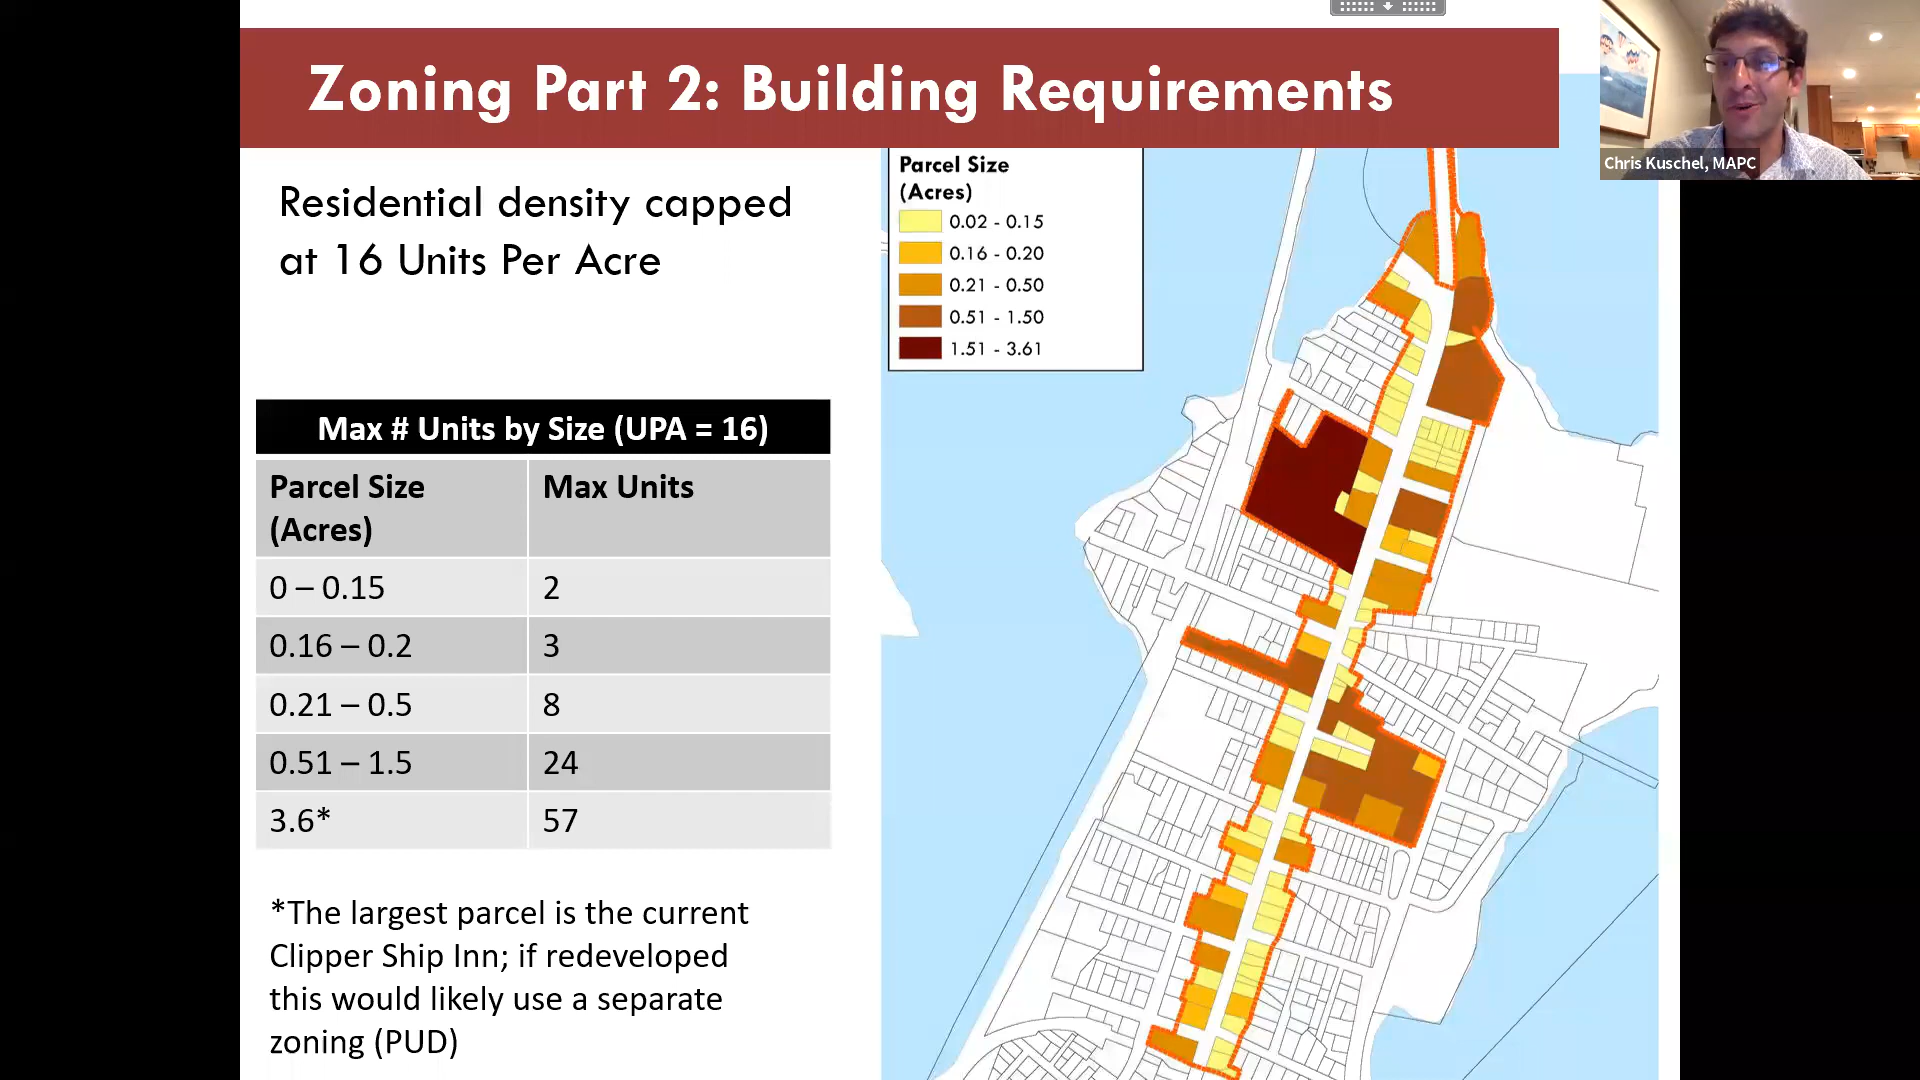 Zoning Part 2: Building Requirements
Chris Kuschel, MAPC
Residential density capped
at 16 Units Per Acre
Max # Units by Size (UPA = 16)
Parcel Size (Acres) Max Units
0 – 0.15 2
0.16 – 0.2 3
0.21 – 0.5 8
0.51 – 1.5 24
3.6* 57
*The largest parcel is the current
Clipper Ship Inn; if redeveloped
this would likely use a separate
zoning (PUD)
Parcel Size
(Acres)
0.02 - 0.15
0.16 - 0.20
0.21 - 0.50
0.51 - 1.50
1.51 - 3.61